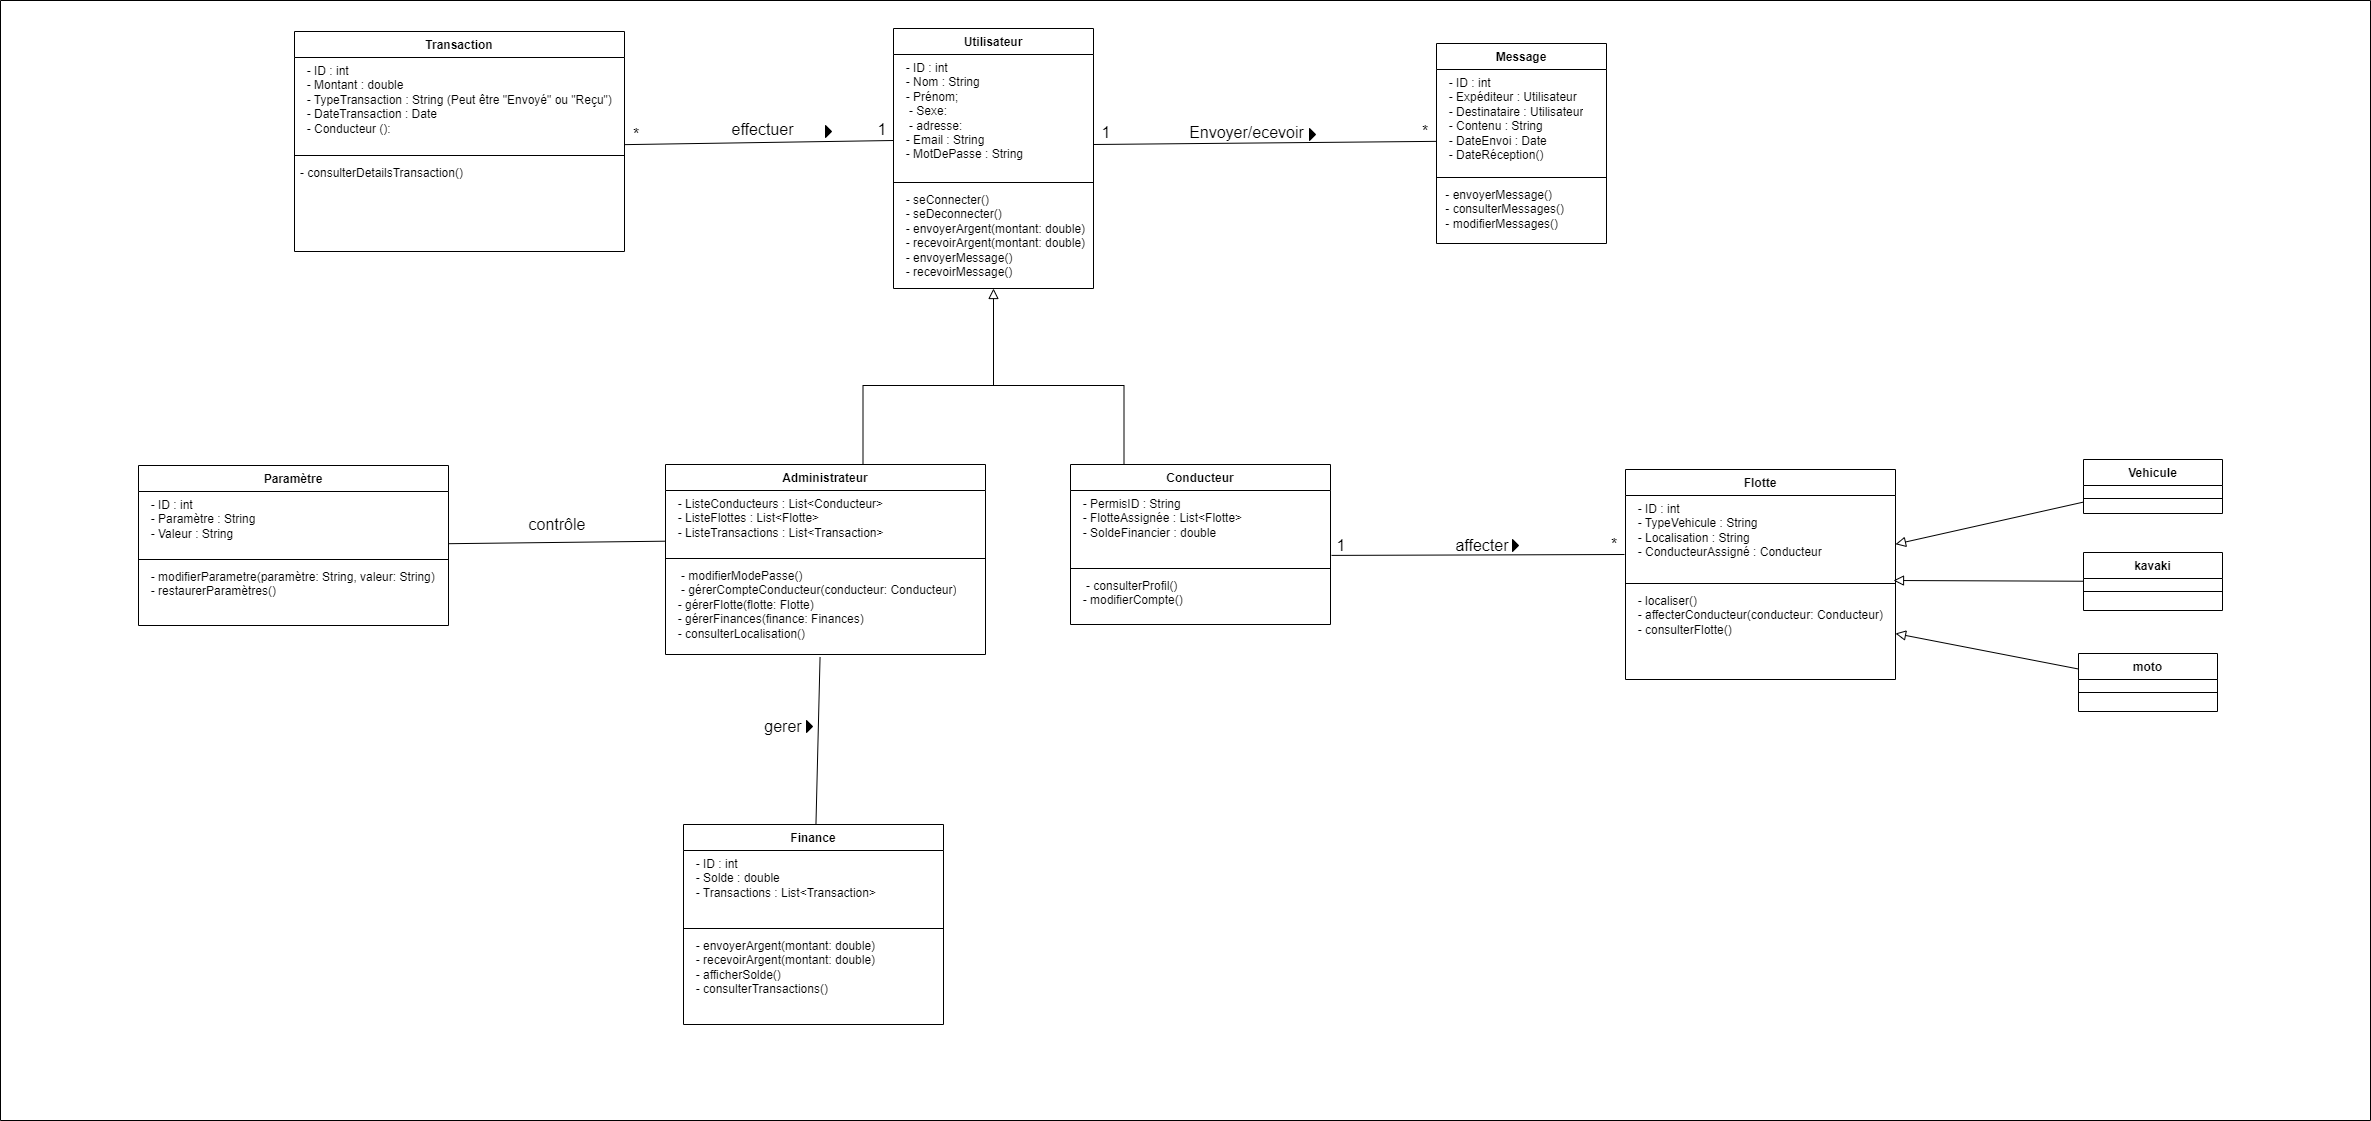 Transaction
- ID : int
- Montant : double
- TypeTransaction : String (Peut être "Envoyé" ou "Reçu")
- DateTransaction : Date
- Conducteur ():
- consulterDetailsTransaction()
*
effectuer
1
Utilisateur
- ID : int
- Nom : String
- Prénom;
- Sexe:
- adresse:
- Email : String
- MotDePasse : String
- seConnecter()
- seDeconnecter()
- envoyerArgent(montant: double)
- recevoirArgent(montant: double)
- envoyerMessage()
- recevoirMessage()
1
Envoyer/ecevoir
*
Message
- ID : int
- Expéditeur : Utilisateur
- Destinataire : Utilisateur
- Contenu : String
- DateEnvoi : Date
- DateRéception()
- envoyerMessage()
- consulterMessages()
- modifierMessages()
Paramètre
- ID : int
- Paramètre : String
- Valeur : String
- modifierParametre(paramètre: String, valeur: String)
- restaurerParamètres()
contrôle
Administrateur
- ListeConducteurs : List<Conducteur>
- ListeFlottes : List<Flotte>
- ListeTransactions : List<Transaction>
- modifierModePasse()
- gérerCompteConducteur(conducteur: Conducteur)
- gérerFlotte(flotte: Flotte)
- gérerFinances(finance: Finances)
- consulterLocalisation()
Conducteur
- PermisID : String
- FlotteAssignée : List<Flotte>
- SoldeFinancier : double
- consulterProfil()
- modifierCompte()
1
affecter
*
Flotte
- ID : int
- TypeVehicule : String
- Localisation : String
- ConducteurAssigné : Conducteur
- localiser()
- affecterConducteur(conducteur: Conducteur)
- consulterFlotte()
Vehicule
kavaki
moto
gerer
Finance
- ID : int
- Solde : double
- Transactions : List<Transaction>
- envoyerArgent(montant: double)
- recevoirArgent(montant: double)
- afficherSolde()
- consulterTransactions()